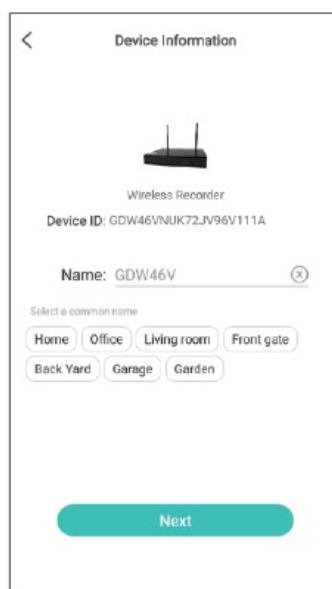 Device Information
Wireless Recorder
Device ID: GDW46VNUK72JV96V111A
Name: GDW46V
Select a common name
Home Office Living room Front gate
Back Yard Garage Garden
Next